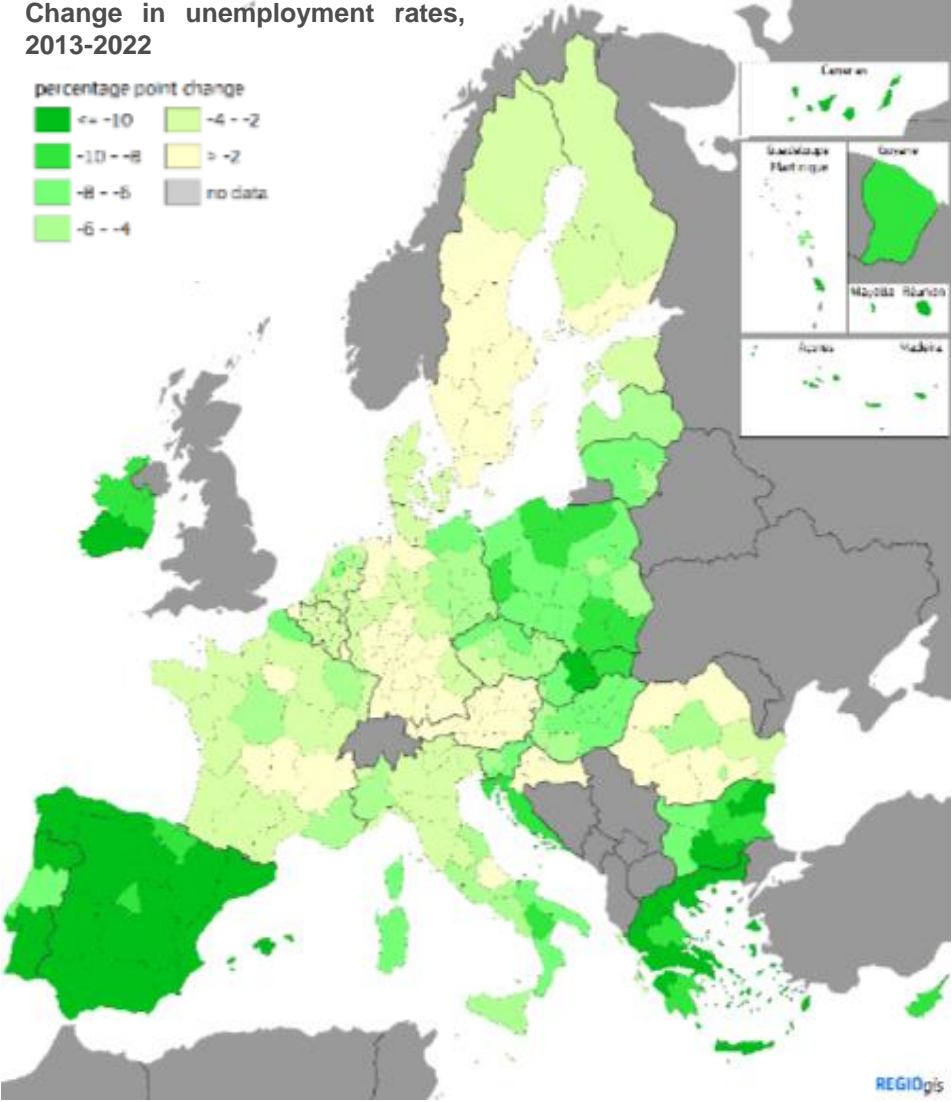 Change in unemployment rates,
2013-2022
percentage point change
<= -10
-4 - -2
-10 - -8
> -2
-8 - -6
no data
-6 - -4
Canarias
Guadeloupe
Martinique
Guyane
Mayotte Réunion
Açores Madeira
REGIOgis